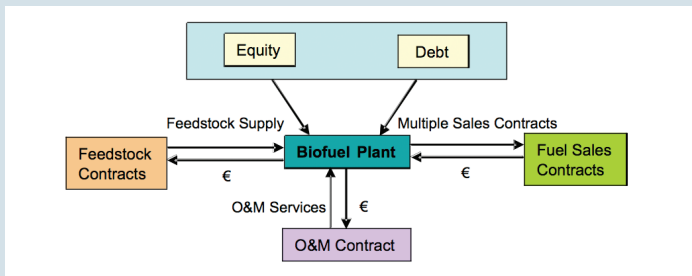 Equity
Debt
Feedstock Supply
Multiple Sales Contracts
Feedstock
Contracts
Biofuel Plant
Fuel Sales
Contracts
€
€
O&M Services
€
O&M Contract